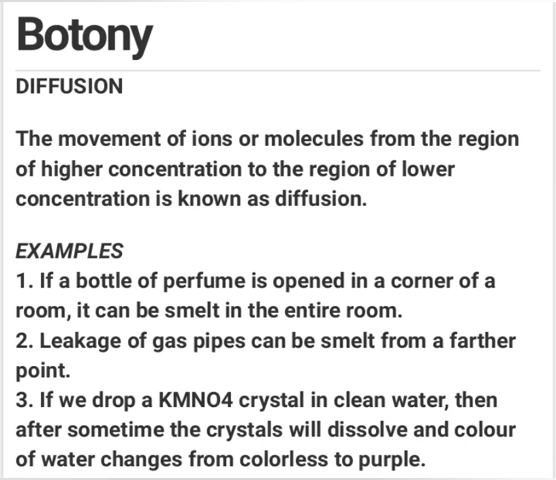 Botony
DIFFUSION
The movement of ions or molecules from the region
of higher concentration to the region of lower
concentration is known as diffusion.
EXAMPLES
1. If a bottle of perfume is opened in a corner of a
room, it can be smelt in the entire room.
2. Leakage of gas pipes can be smelt from a farther
point.
3. If we drop a KMNO4 crystal in clean water, then
after sometime the crystals will dissolve and colour
of water changes from colorless to purple.